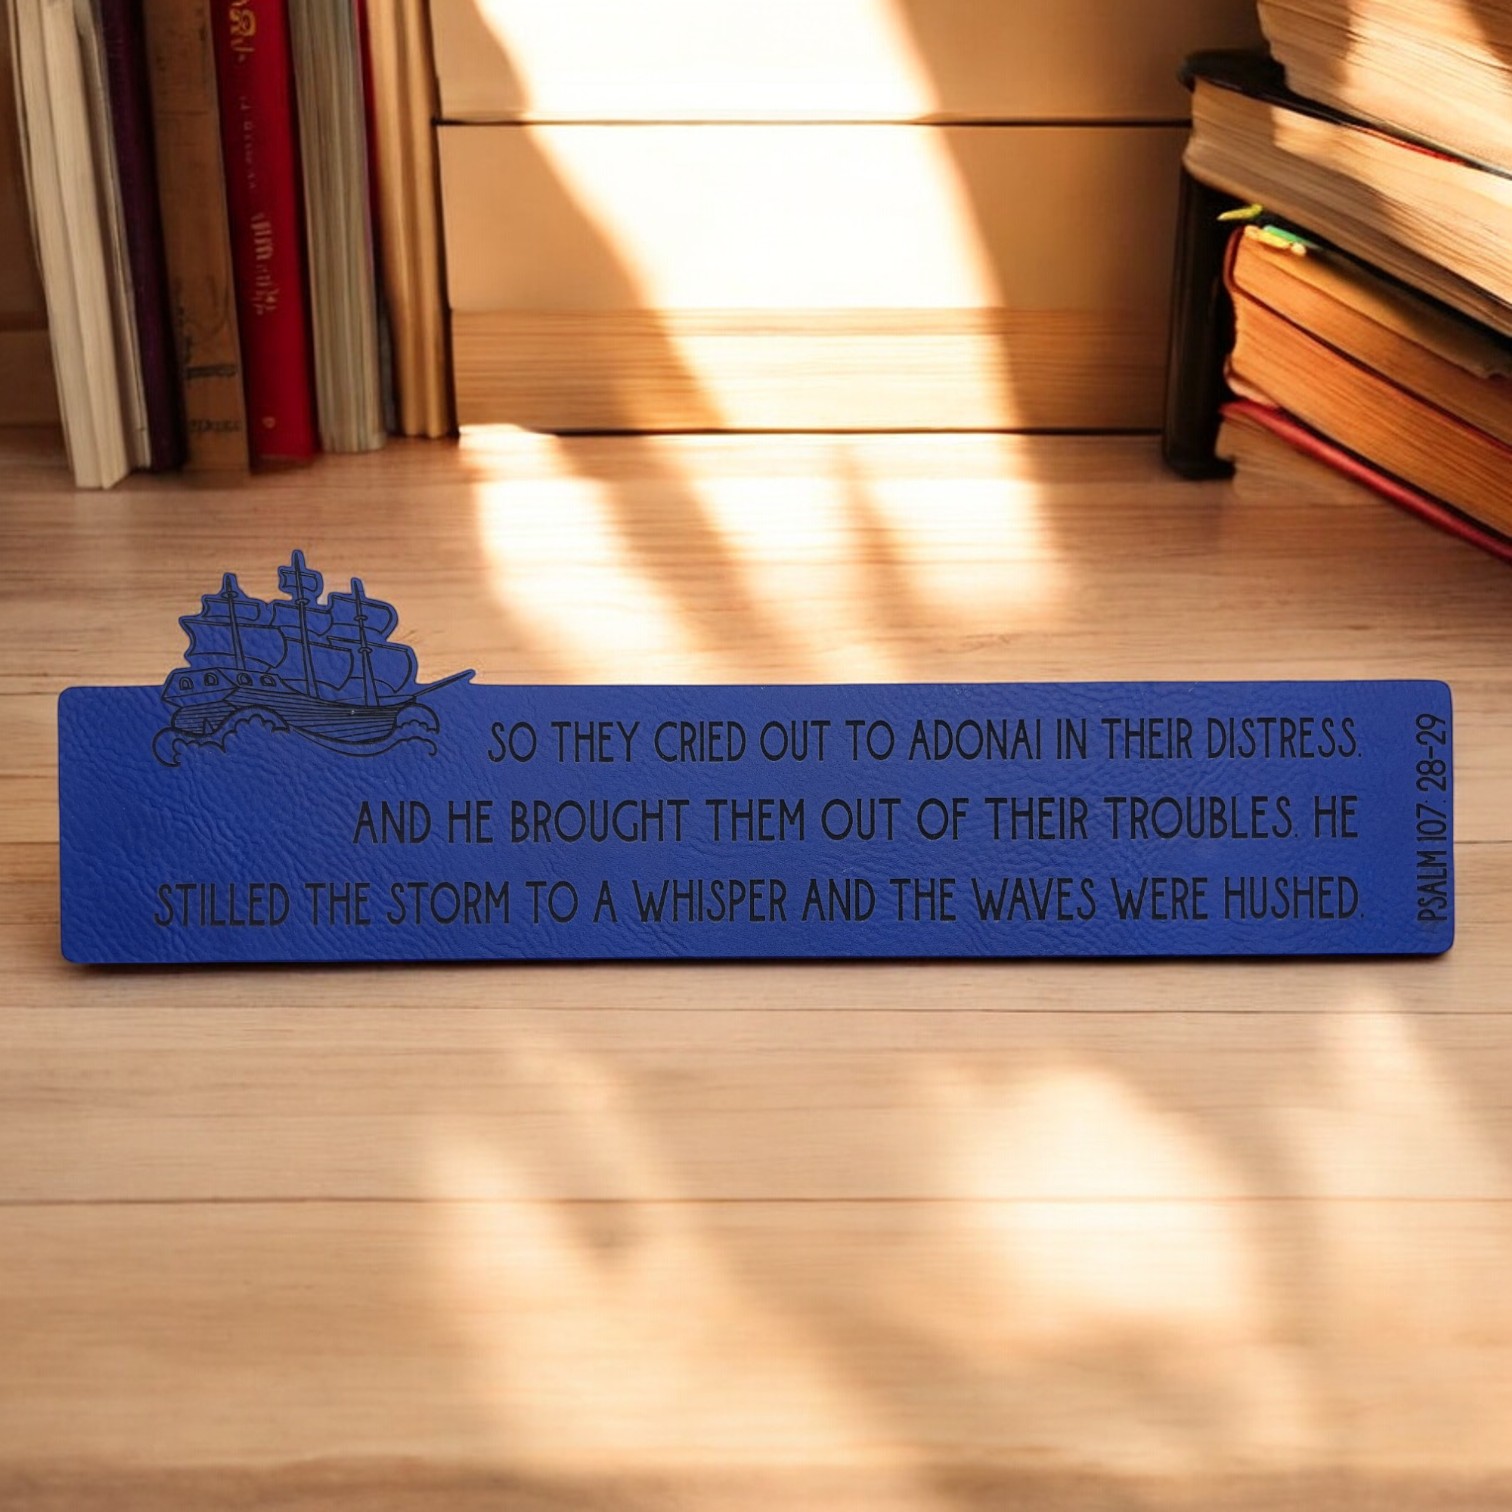 SO THEY CRIED OUT TO ADONAI IN THEIR DISTRESS.
AND HE BROUGHT THEM OUT OF THEIR TROUBLES. HE
STILLED THE STORM TO A WHISPER AND THE WAVES WERE HUSHED.
PSALM 107: 28-29